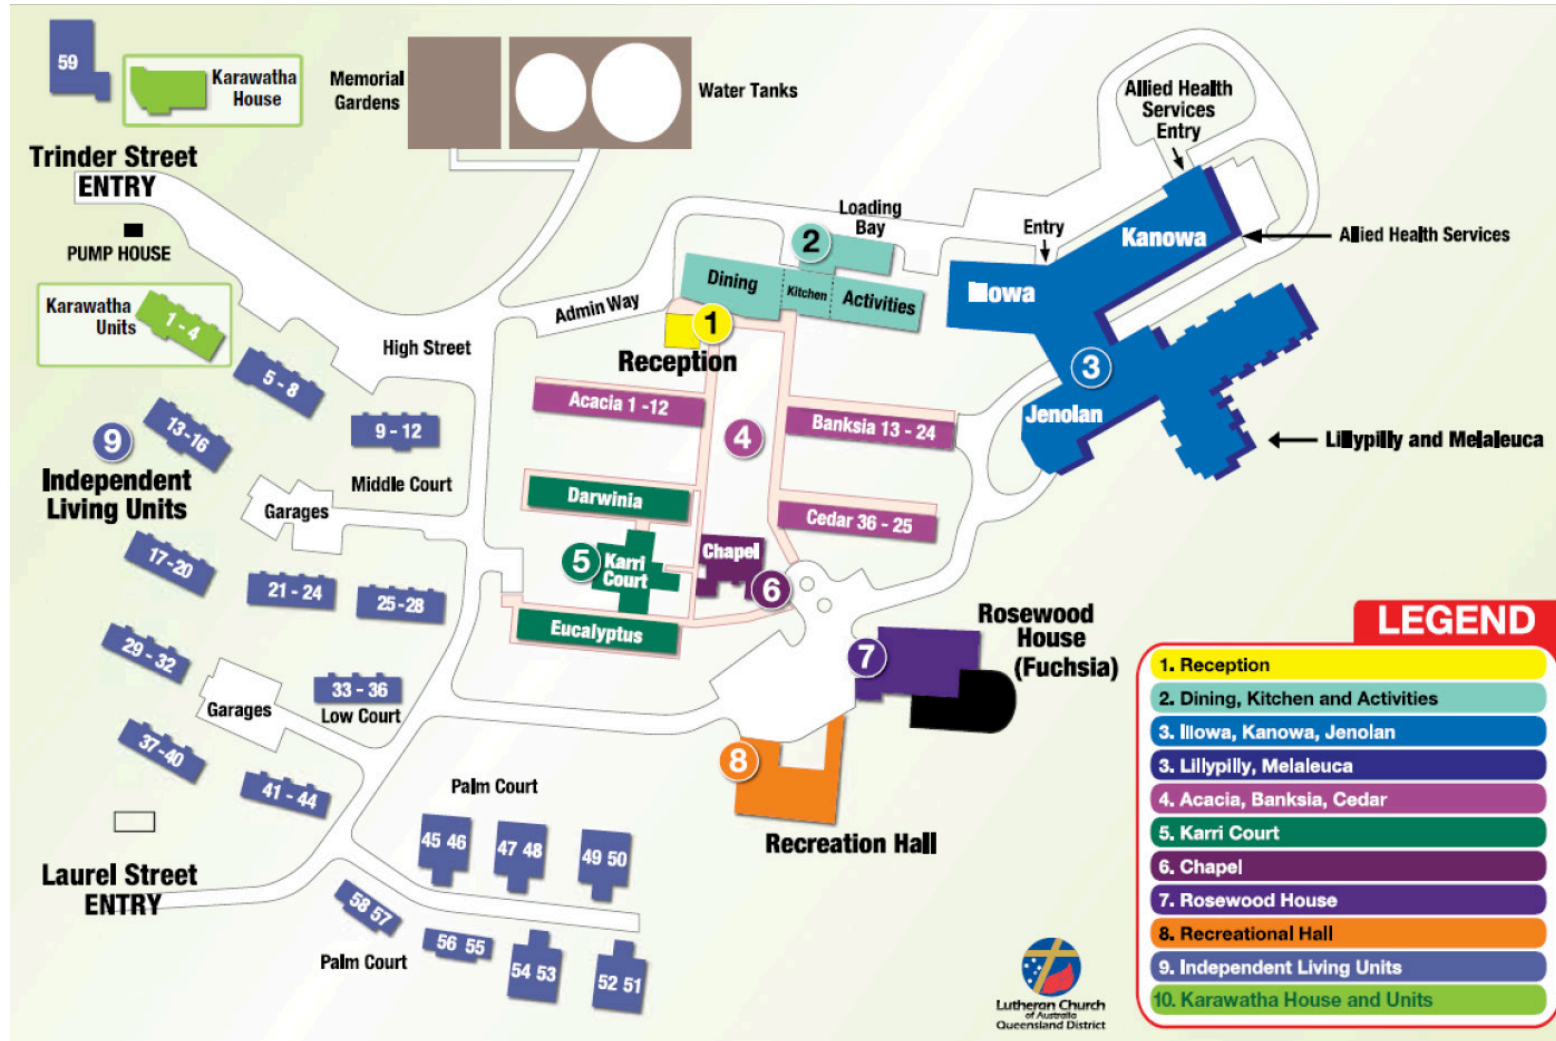 59
Karawatha
House
Memorial
Gardens
Water Tanks
Allied Health
Services
Entry
Trinder Street
ENTRY
PUMP HOUSE
Loading
Bay
Entry
Kanowa
Allied Health Services
2
Dining
Kitchen
Activities
Karawatha
Units
1 - 4
Admin Way
1
Reception
High Street
5 - 8
3
Jenolan
Acacia 1 -12
Banksia 13 - 24
4
9
13-16
9 - 12
Lillypilly and Melaleuca
Independent
Living Units
Middle Court
Garages
Darwinia
Cedar 36 - 25
17-20
21 - 24
25-28
5
Karri
Court
Chapel
6
Eucalyptus
29 - 32
33 - 36
Low Court
Garages
7
Rosewood
House
(Fuchsia)
37-40
41 - 44
8
Recreation Hall
Palm Court
45 46
47 48
49 50
Laurel Street
ENTRY
58 57
56 55
54 53
52 51
Palm Court
Lutheran Church
of Australia
Queensland District
LEGEND
1. Reception
2. Dining, Kitchen and Activities
3. Illowa, Kanowa, Jenolan
3. Lillypilly, Melaleuca
4. Acacia, Banksia, Cedar
5. Karri Court
6. Chapel
7. Rosewood House
8. Recreational Hall
9. Independent Living Units
10. Karawatha House and Units